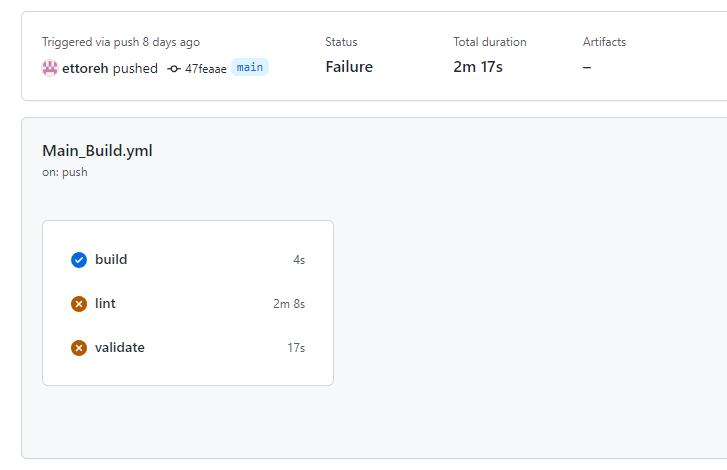 Triggered via push 8 days ago
ettoreh pushed 47feaae main
Status
Failure
Total duration
2m 17s
Artifacts
–
Main_Build.yml
on: push
build 4s
lint 2m 8s
validate 17s